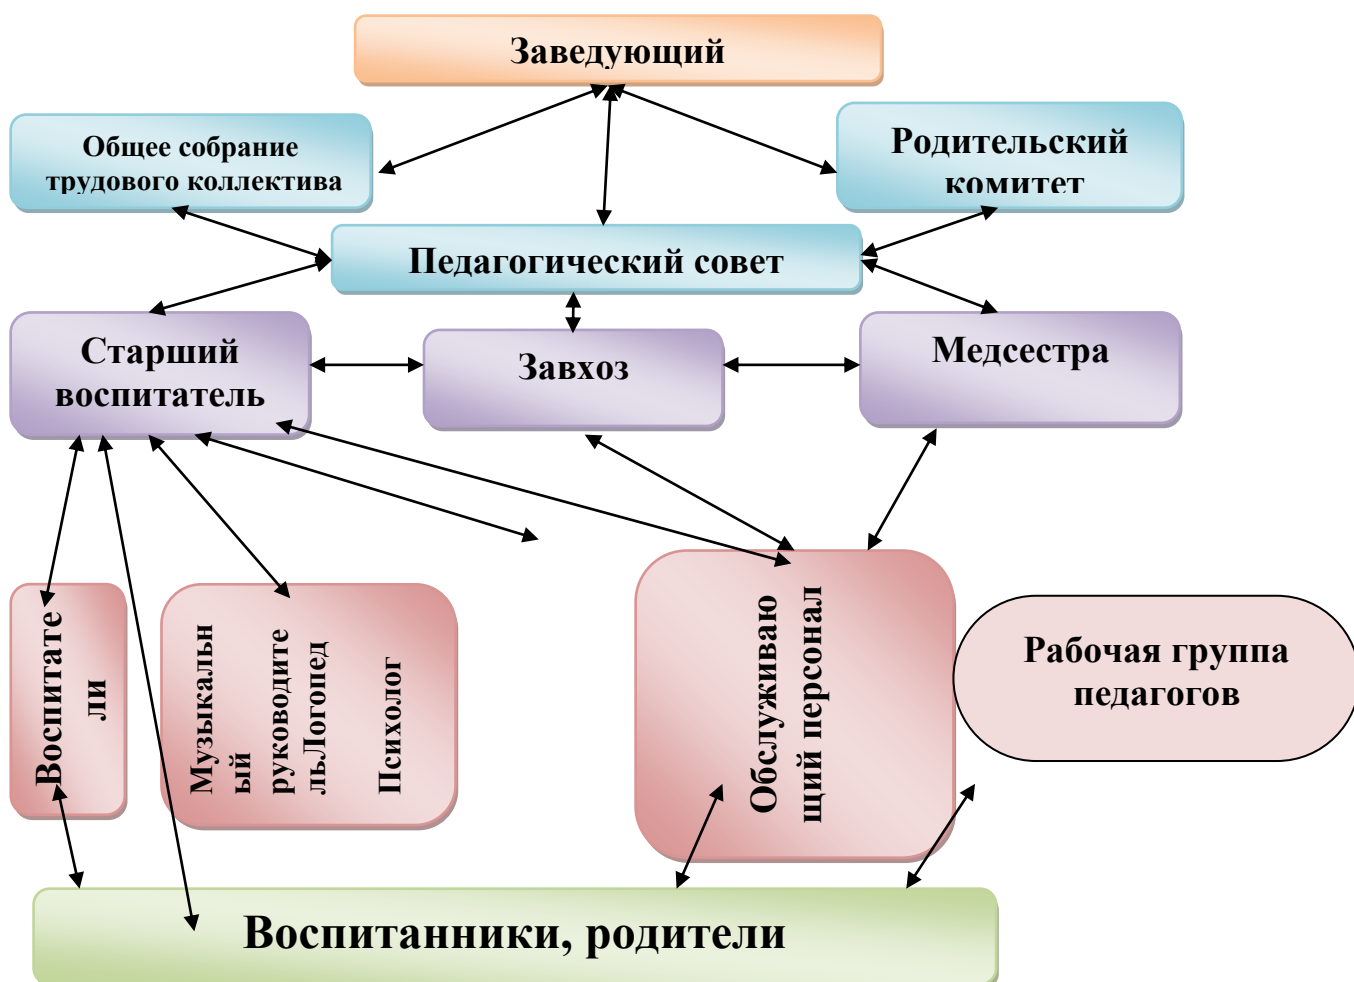 Заведующий
Общее собрание
трудового коллектива
Родительский
комитет
Педагогический совет
Старший
воспитатель
Завхоз
Медсестра
Воспитате
ли
Музыкальн
ый
руководите
льЛогопед
Психолог
Обслуживаю
щий персонал
Рабочая группа
педагогов
Воспитанники, родители